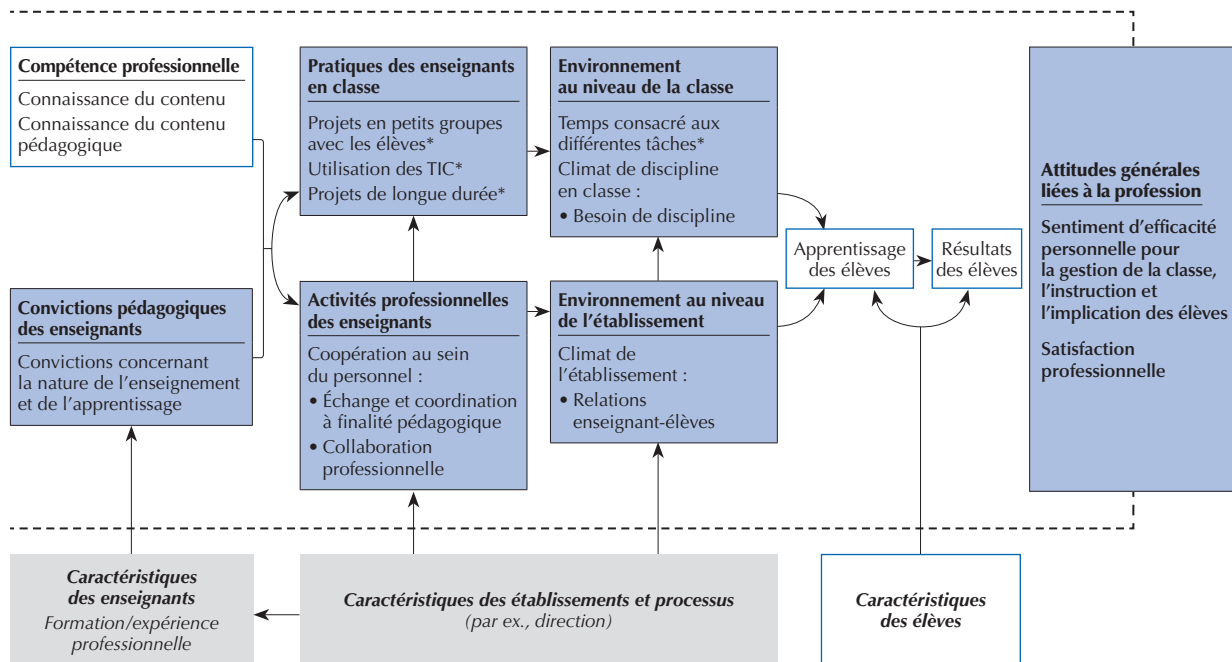 Compétence professionnelle
Connaissance du contenu
Connaissance du contenu
pédagogique
Convictions pédagogiques
des enseignants
Convictions concernant
la nature de l'enseignement
et de l'apprentissage
Pratiques des enseignants
en classe
Projets en petits groupes
avec les élèves*
Utilisation des TIC*
Projets de longue durée*
Activités professionnelles
des enseignants
Coopération au sein
du personnel :
• Échange et coordination
à finalité pédagogique
• Collaboration
professionnelle
Environnement
au niveau de la classe
Temps consacré aux
différentes tâches*
Climat de discipline
en classe :
• Besoin de discipline
Environnement au niveau
de l'établissement
Climat de
l'établissement :
• Relations
enseignant-élèves
Apprentissage
des élèves
Résultats
des élèves
Attitudes générales
liées à la profession
Sentiment d'efficacité
personnelle pour
la gestion de la classe,
l'instruction et
l'implication des élèves
Satisfaction
professionnelle
Caractéristiques
des enseignants
Formation/expérience
professionnelle
Caractéristiques des établissements et processus
(par ex., direction)
Caractéristiques
des élèves